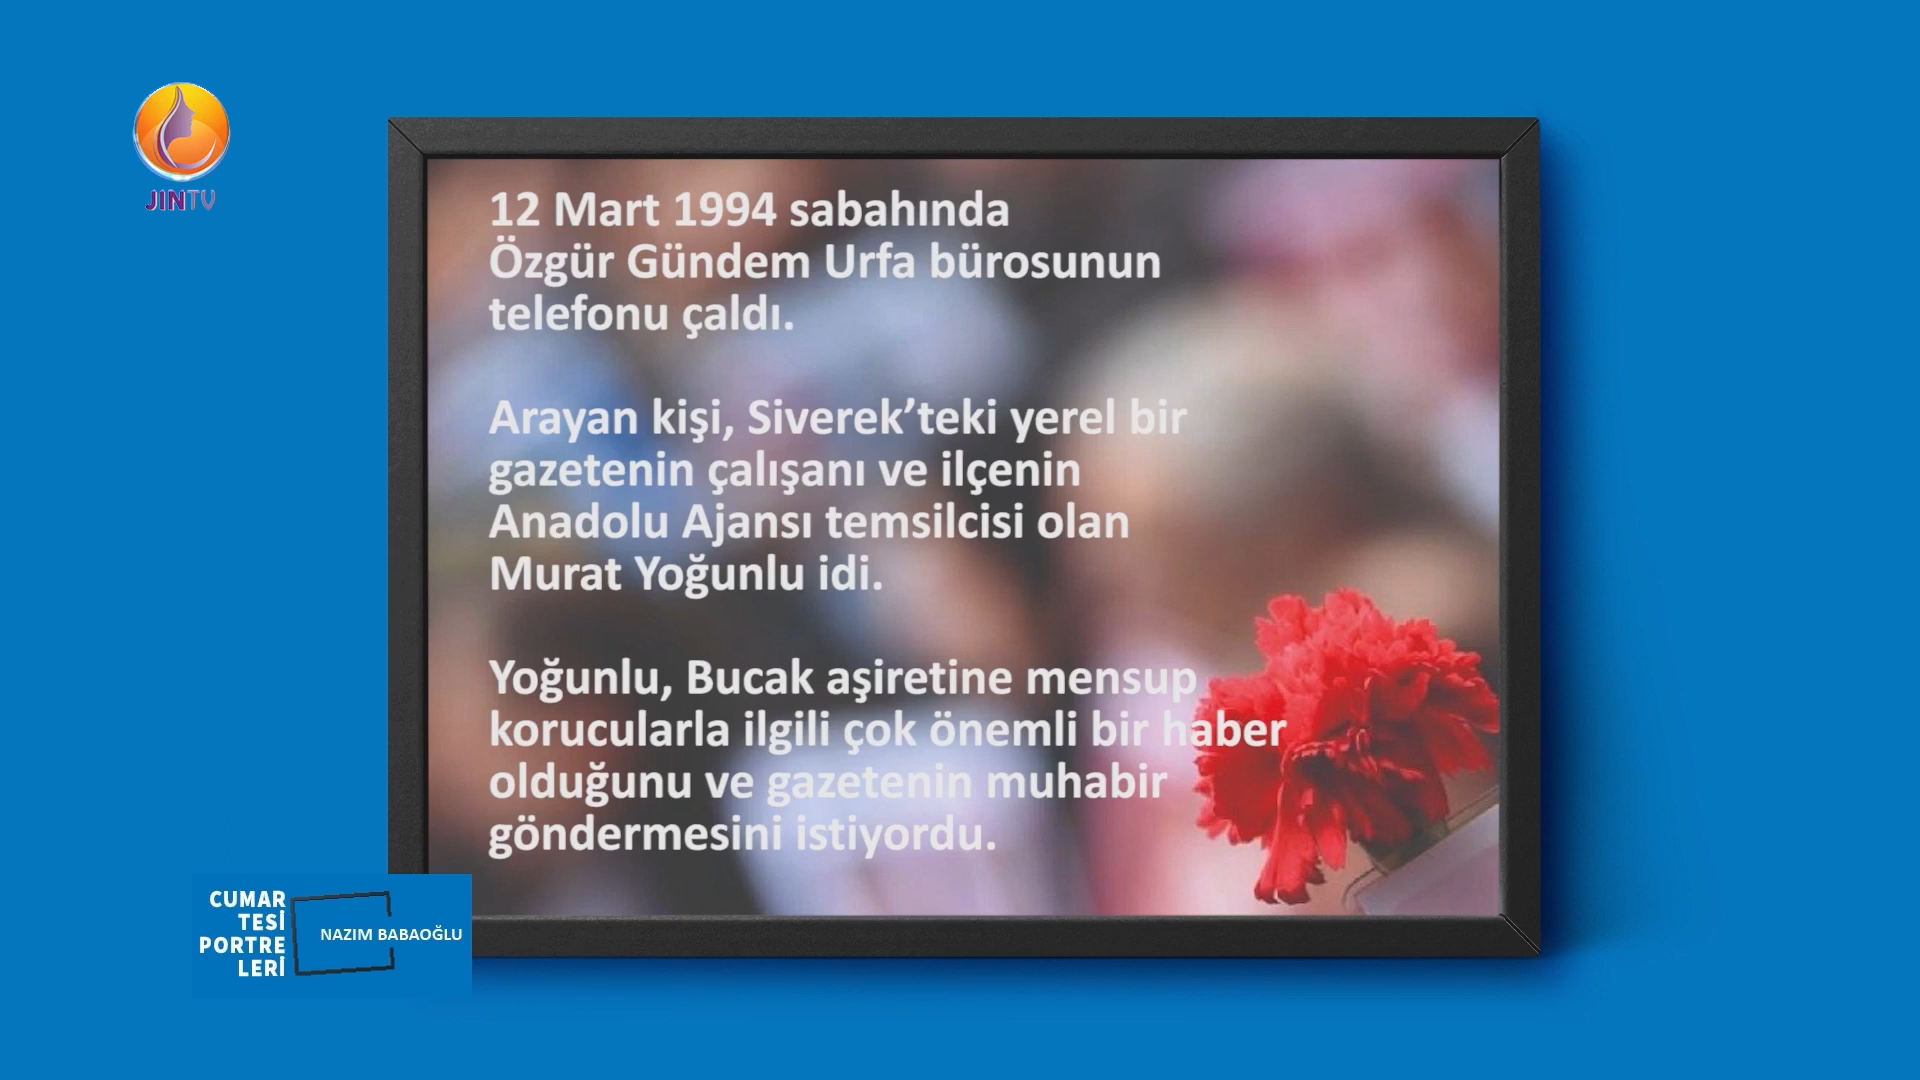 JINTV
12 Mart 1994 sabahında
Özgür Gündem Urfa bürosunun
telefonu çaldı.
Arayan kişi, Siverek’teki yerel bir
gazetenin çalışanı ve ilçenin
Anadolu Ajansı temsilcisi olan
Murat Yoğunlu idi.
Yoğunlu, Bucak aşiretine mensup
korucularla ilgili çok önemli bir haber
olduğunu ve gazetenin muhabir
göndermesini istiyordu.
CUMAR
TESİ
PORTRE
LERİ
NAZIM BABAOĞLU